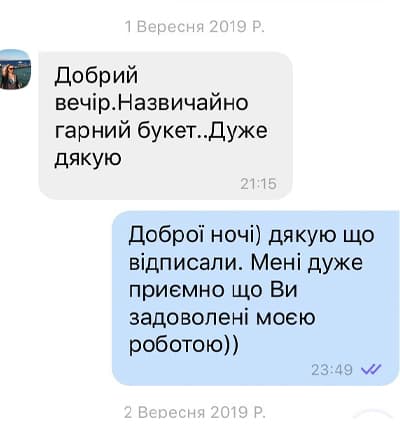 1 Вересня 2019 Р.
Добрий
вечір.Назвичайно
гарний букет..Дуже
дякую
21:15
Доброї ночі) дякую що
відписали. Мені дуже
приємно що Ви
задоволені моєю
роботою))
23:49
2 Вересня 2019 Р.